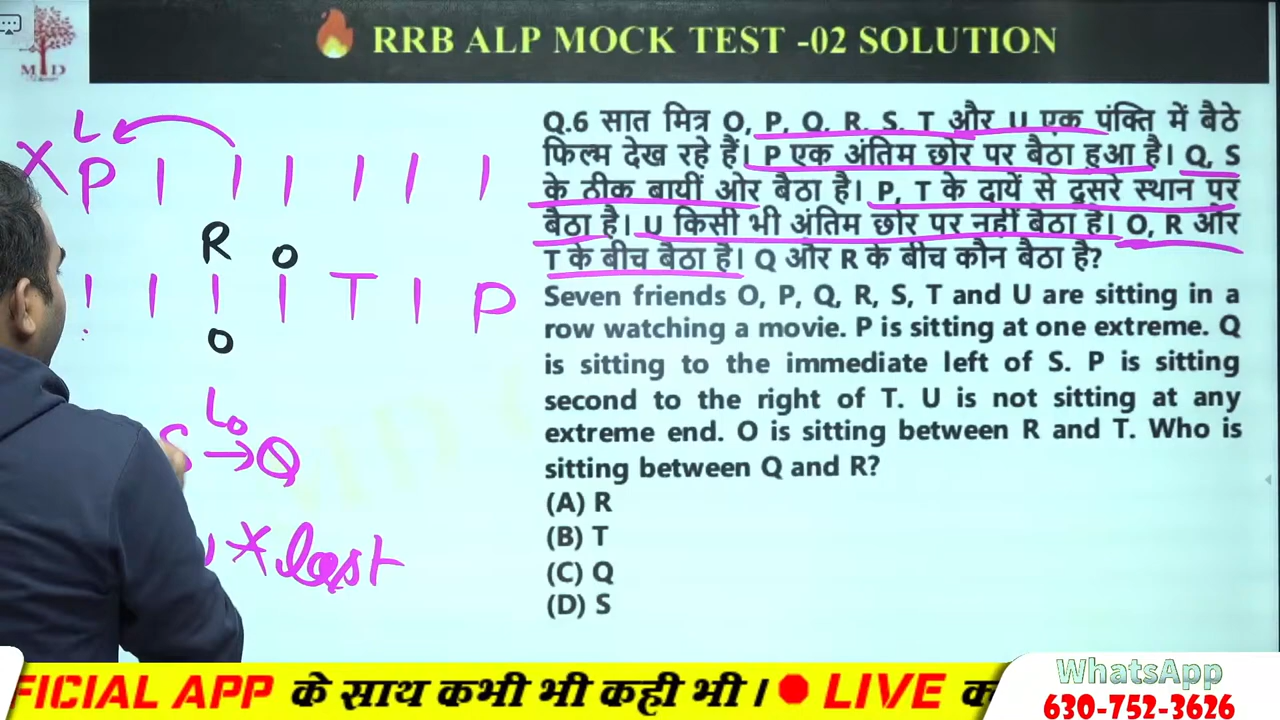 RRB ALP MOCK TEST -02 SOLUTION
M D
L
X P | | | | | |
R O
| | | | T | P
O
L
S → Q
X last
Q.6 सात मित्र O, P, Q, R, S, T और U एक पंक्ति में बैठे
फिल्म देख रहे हैं। P एक अंतिम छोर पर बैठा हुआ है। Q, S
के ठीक बायीं ओर बैठा है। P, T के दायें से दूसरे स्थान पर
बैठा है। U किसी भी अंतिम छोर पर नहीं बैठा है। O, R और
T के बीच बैठा है। Q और R के बीच कौन बैठा है?
Seven friends O, P, Q, R, S, T and U are sitting in a
row watching a movie. P is sitting at one extreme. Q
is sitting to the immediate left of S. P is sitting
second to the right of T. U is not sitting at any
extreme end. O is sitting between R and T. Who is
sitting between Q and R?
(A) R
(B) T
(C) Q
(D) S
FICIAL APP के साथ कभी भी कही भी । LIVE क
WhatsApp
630-752-3626